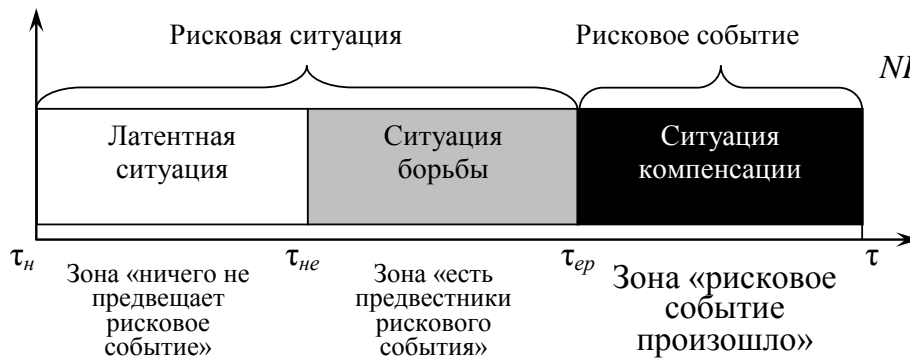 Рисковая ситуация
Рисковое событие
NI
Латентная
ситуация
Ситуация
борьбы
Ситуация
компенсации
τн
τне
τер
τ
Зона «ничего не
предвещает
рисковое
событие»
Зона «есть
предвестники
рискового
события»
Зона «рисковое
событие
произошло»